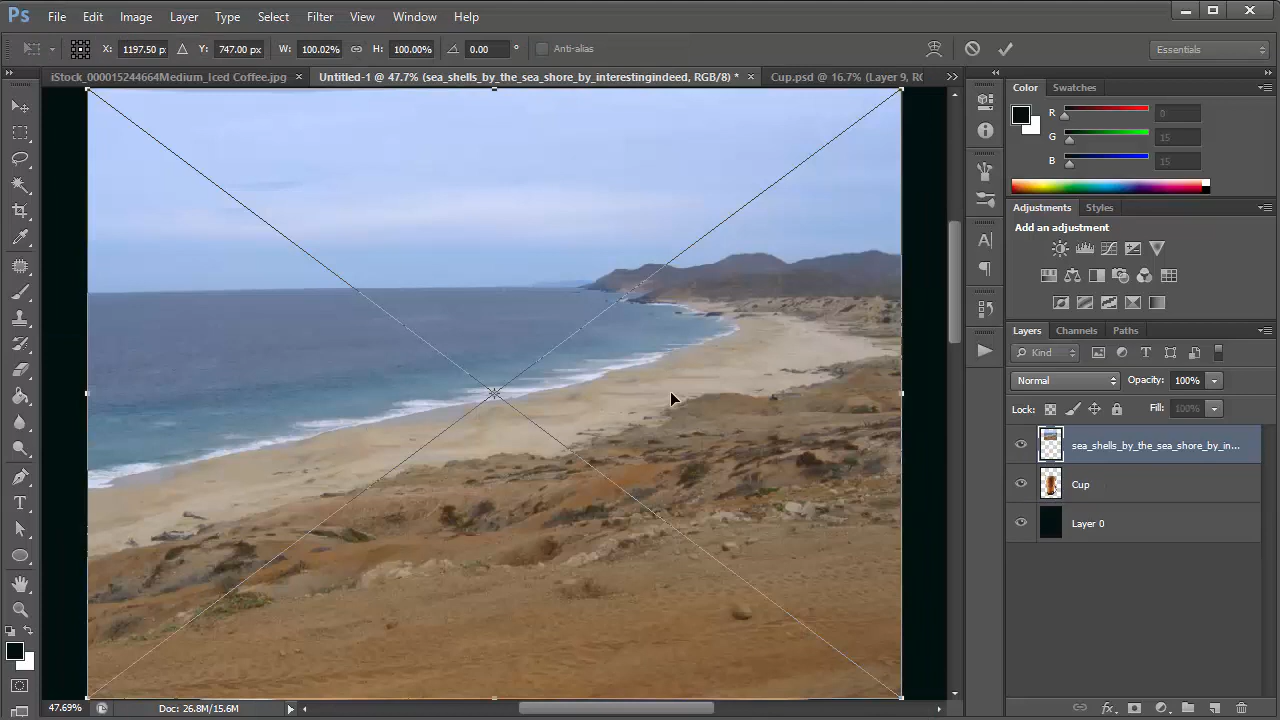 Ps File Edit Image Layer Type Select Filter View Window Help
X: 1197.50 px Y: 747.00 px W: 100.02% H: 100.00% 0.00 ° Anti-alias Essentials
iStock_000015244664Medium_Iced Coffee.jpg × Untitled-1 @ 47.7% (sea_shells_by_the_sea_shore_by_interestingindeed, RGB/8) * × Cup.psd @ 16.7% (Layer 9, RG
Color Swatches
R 0
G 15
B 15
Adjustments Styles
Add an adjustment
Layers Channels Paths
Kind
Normal Opacity: 100%
Lock: Fill: 100%
sea_shells_by_the_sea_shore_by_in...
Cup
Layer 0
47.69% Doc: 26.8M/15.6M